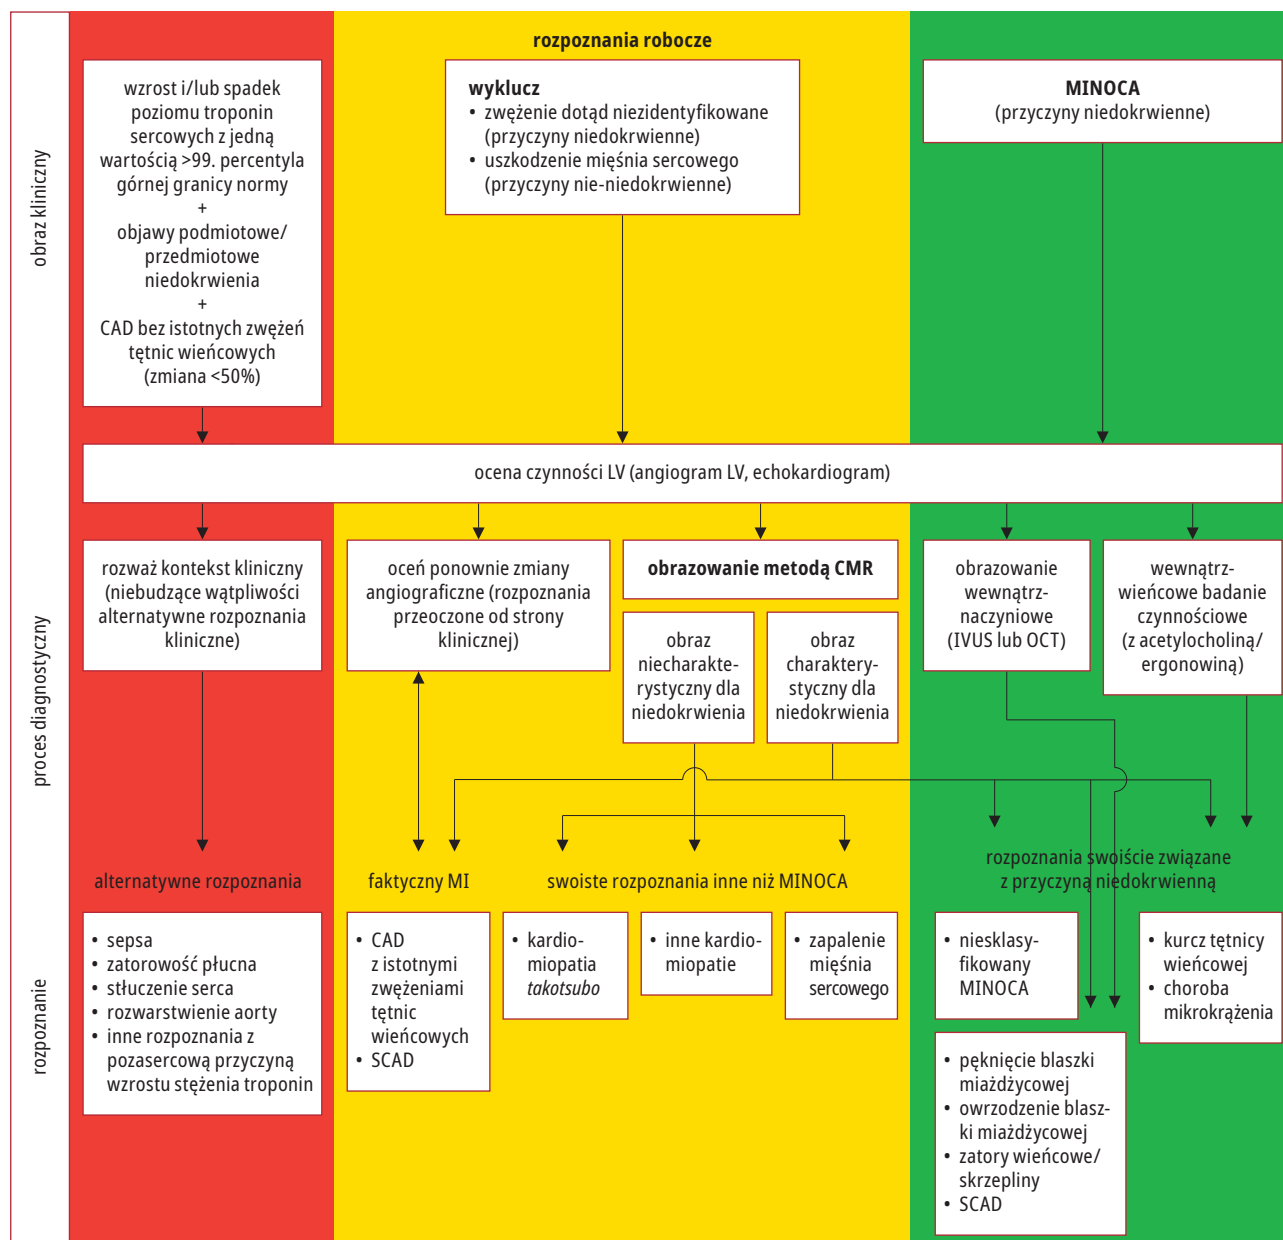 rozpoznania robocze
obraz kliniczny
wzrost i/lub spadek
poziomu troponin
sercowych z jedną
wartością >99. percentyla
górnej granicy normy
+
objawy podmiotowe/
przedmiotowe
niedokrwienia
+
CAD bez istotnych zwężeń
tętnic wieńcowych
(zmiana <50%)
wyklucz
• zwężenie dotąd niezidentyfikowane
(przyczyny niedokrwienne)
• uszkodzenie mięśnia sercowego
(przyczyny nie-niedokrwienne)
MINOCA
(przyczyny niedokrwienne)
ocena czynności LV (angiogram LV, echokardiogram)
proces diagnostyczny
rozważ kontekst kliniczny
(niebudzące wątpliwości
alternatywne rozpoznania
kliniczne)
oceń ponownie zmiany
angiograficzne (rozpoznania
przeoczone od strony
klinicznej)
obrazowanie metodą CMR
obraz
niecharakte-
rystyczny dla
niedokrwienia
obraz
charaktery-
styczny dla
niedokrwienia
obrazowanie
wewnątrz-
naczyniowe
(IVUS lub OCT)
wewnątrz-
wieńcowe badanie
czynnościowe
(z acetylocholiną/
ergonowiną)
alternatywne rozpoznania
faktyczny MI
swoiste rozpoznania inne niż MINOCA
rozpoznania swoiście związane
z przyczyną niedokrwienną
rozpoznanie
• sepsa
• zatorowość płucna
• stłuczenie serca
• rozwarstwienie aorty
• inne rozpoznania z
pozasercową przyczyną
wzrostu stężenia troponin
• CAD
z istotnymi
zwężeniami
tętnic
wieńcowych
• SCAD
• kardio-
miopatia
takotsubo
• inne kardio-
miopatie
• zapalenie
mięśnia
sercowego
• niesklasy-
fikowany
MINOCA
• kurcz tętnicy
wieńcowej
• choroba
mikrokrążenia
• pęknięcie blaszki
miażdżycowej
• owrzodzenie blasz-
ki miażdżycowej
• zatory wieńcowe/
skrzepliny
• SCAD